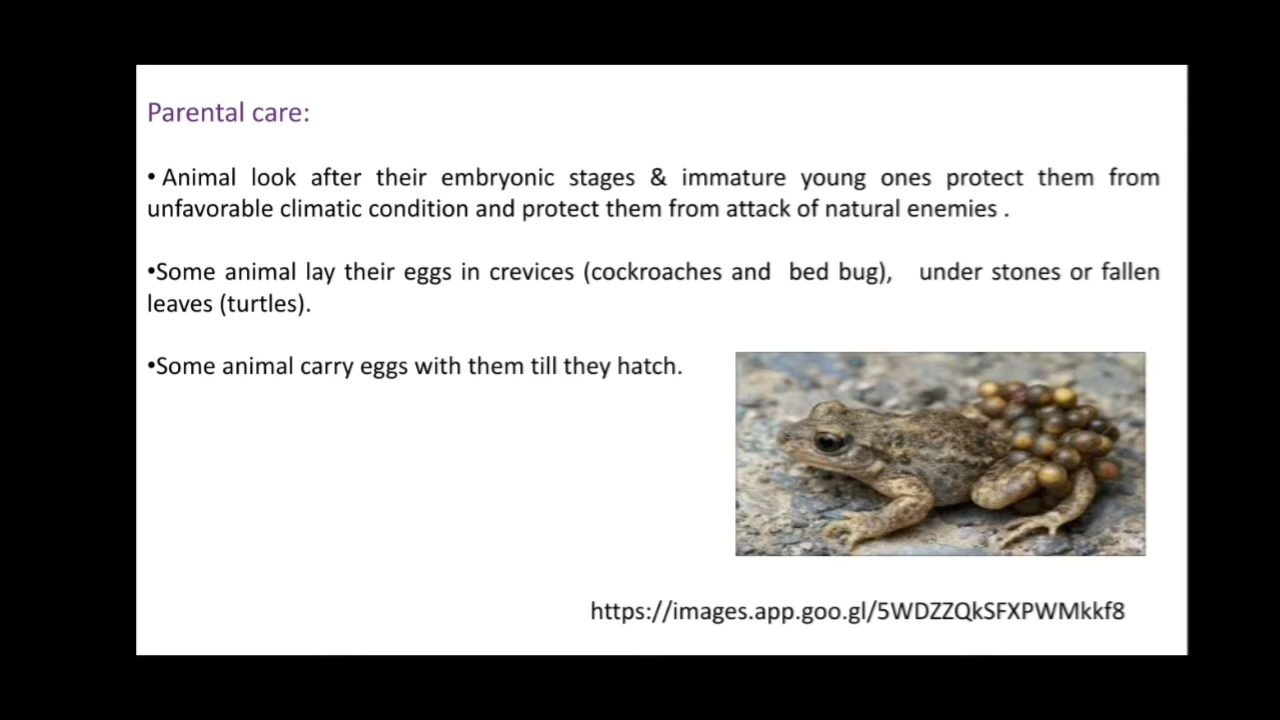 Parental care:
• Animal look after their embryonic stages & immature young ones protect them from
unfavorable climatic condition and protect them from attack of natural enemies .
•Some animal lay their eggs in crevices (cockroaches and bed bug), under stones or fallen
leaves (turtles).
•Some animal carry eggs with them till they hatch.
https://images.app.goo.gl/5WDZZQkSFXPWMkkf8